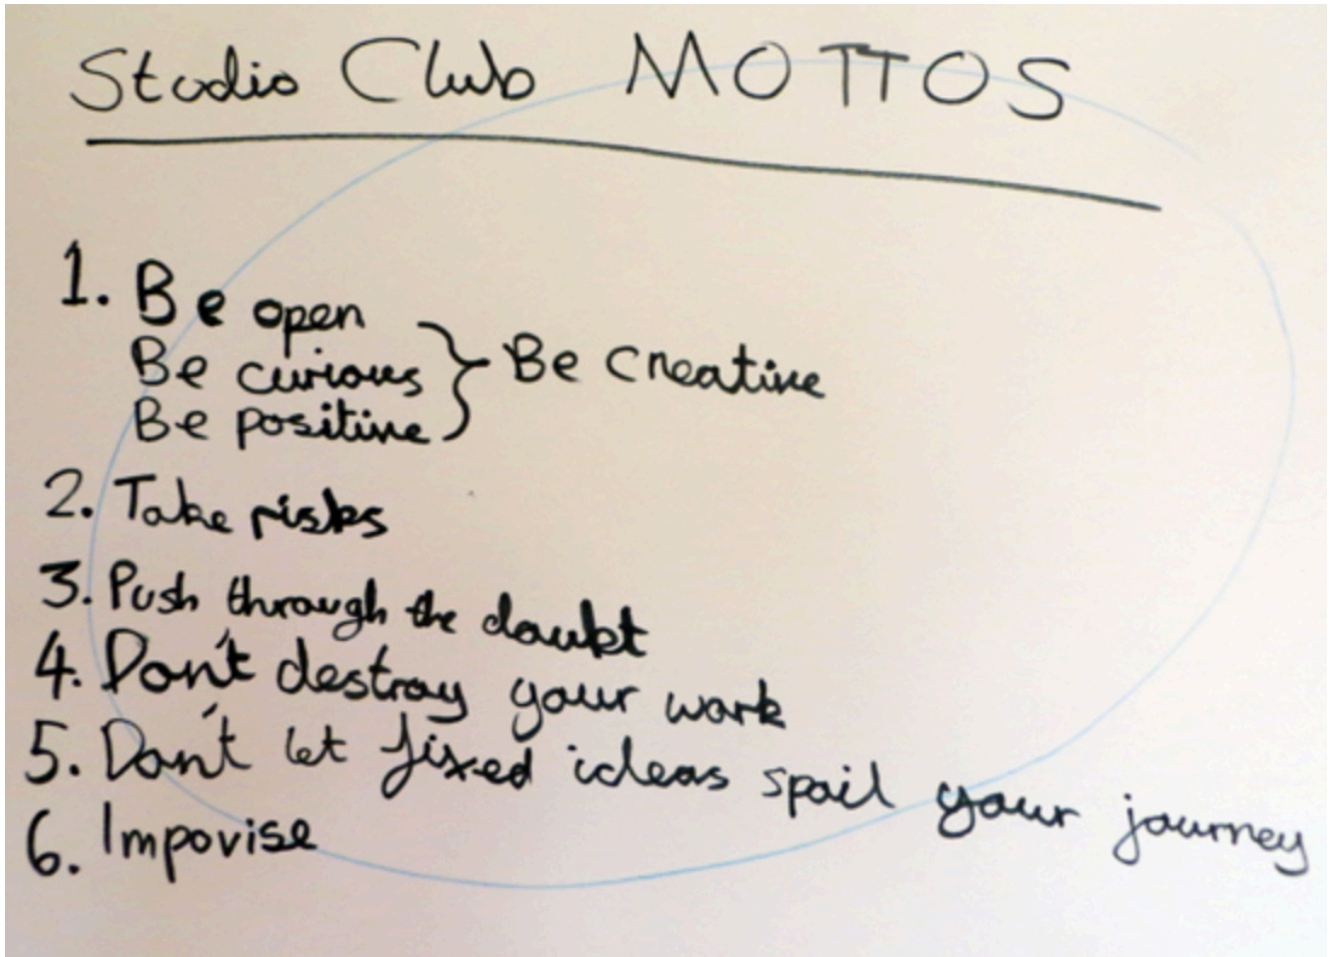 Studio Club MOTTOS
1. Be open
Be curious } Be creative
Be positive
2. Take risks
3. Push through the doubt
4. Don't destroy your work
5. Don't let fixed ideas spoil your journey
6. Impovise